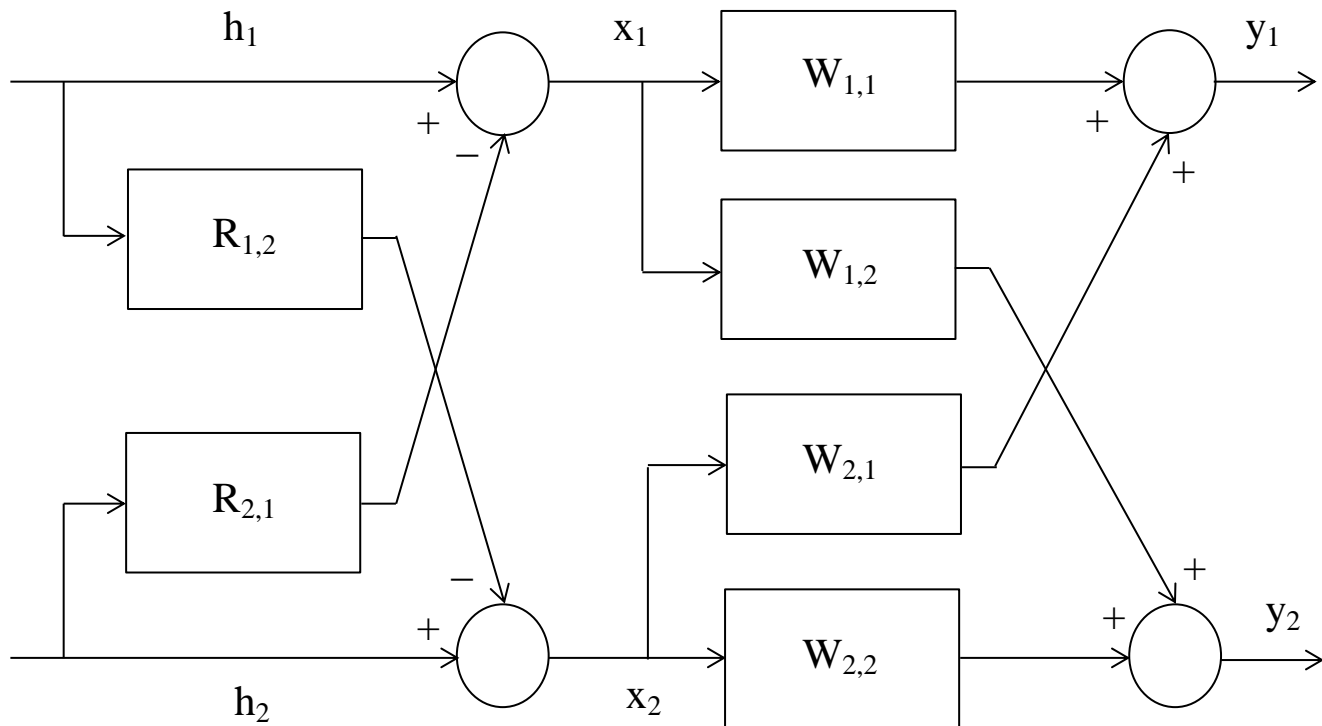 h₁ x₁ y₁
W₁,₁
+ +
− +
R₁,₂
W₁,₂
R₂,₁
W₂,₁
− +
+ +
W₂,₂
y₂
h₂ x₂